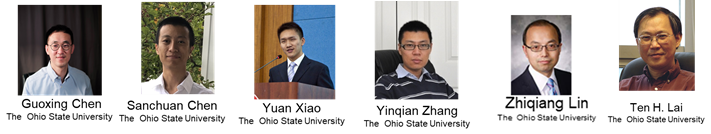 Guoxing Chen
The Ohio State University
Sanchuan Chen
The Ohio State University
Yuan Xiao
The Ohio State University
Yinqian Zhang
The Ohio State University
Zhiqiang Lin
The Ohio State University
Ten H. Lai
The Ohio State University